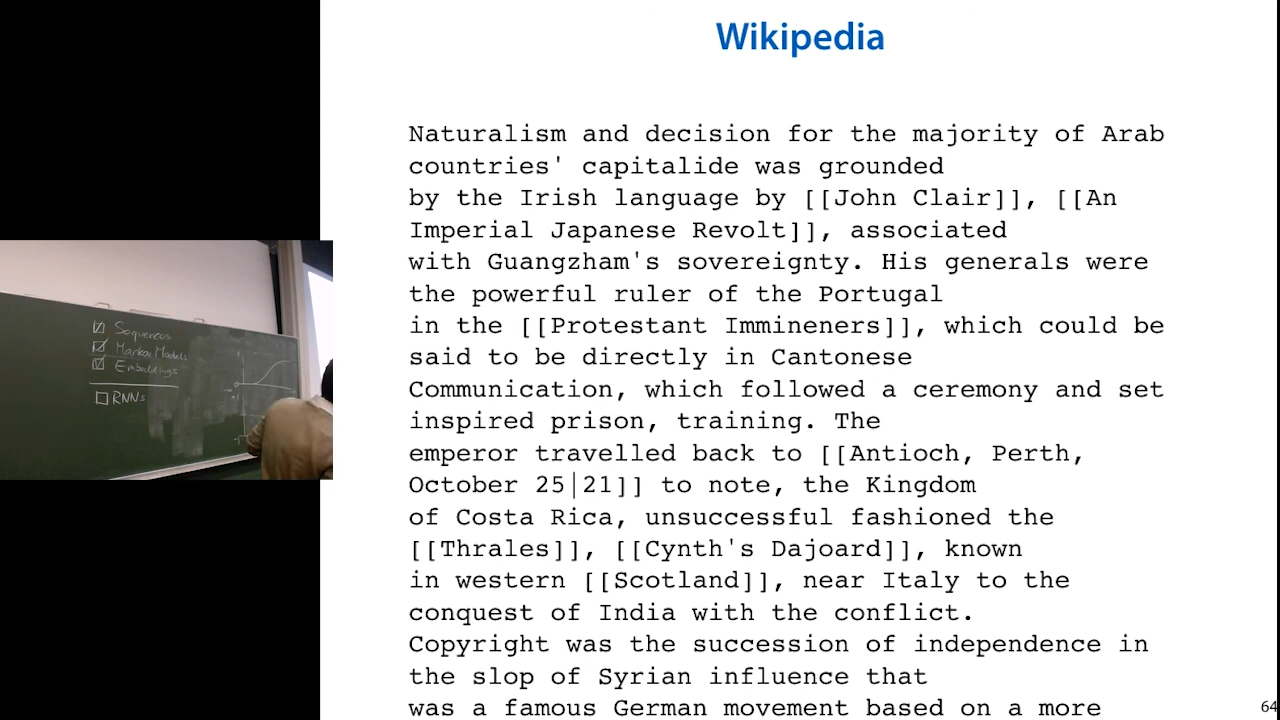 Wikipedia
Naturalism and decision for the majority of Arab
countries' capitalide was grounded
by the Irish language by [[John Clair]], [[An
Imperial Japanese Revolt]], associated
with Guangzham's sovereignty. His generals were
the powerful ruler of the Portugal
in the [[Protestant Immineners]], which could be
said to be directly in Cantonese
Communication, which followed a ceremony and set
inspired prison, training. The
emperor travelled back to [[Antioch, Perth,
October 25|21]] to note, the Kingdom
of Costa Rica, unsuccessful fashioned the
[[Thrales]], [[Cynth's Dajoard]], known
in western [[Scotland]], near Italy to the
conquest of India with the conflict.
Copyright was the succession of independence in
the slop of Syrian influence that
was a famous German movement based on a more
64
Sequences
Markov Models
Embeddings
RNNs